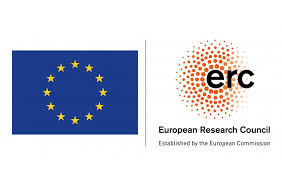 erc
European Research Council
Established by the European Commission